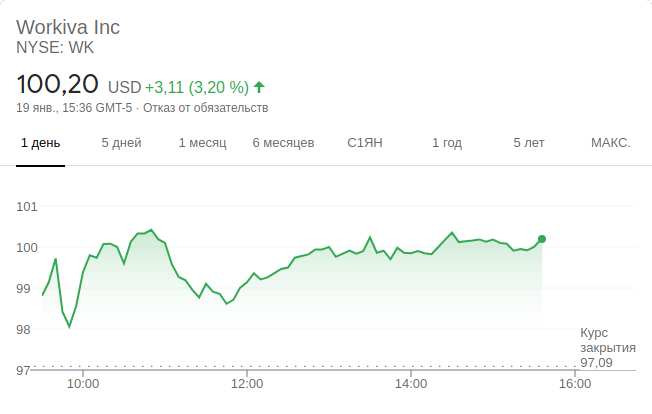 Workiva Inc
NYSE: WK
100,20 USD +3,11 (3,20 %)
19 янв., 15:36 GMT-5 · Отказ от обязательств
1 день 5 дней 1 месяц 6 месяцев С1ЯН 1 год 5 лет МАКС.
101
100
99
98
Курс
закрытия
97,09
97
10:00 12:00 14:00 16:00